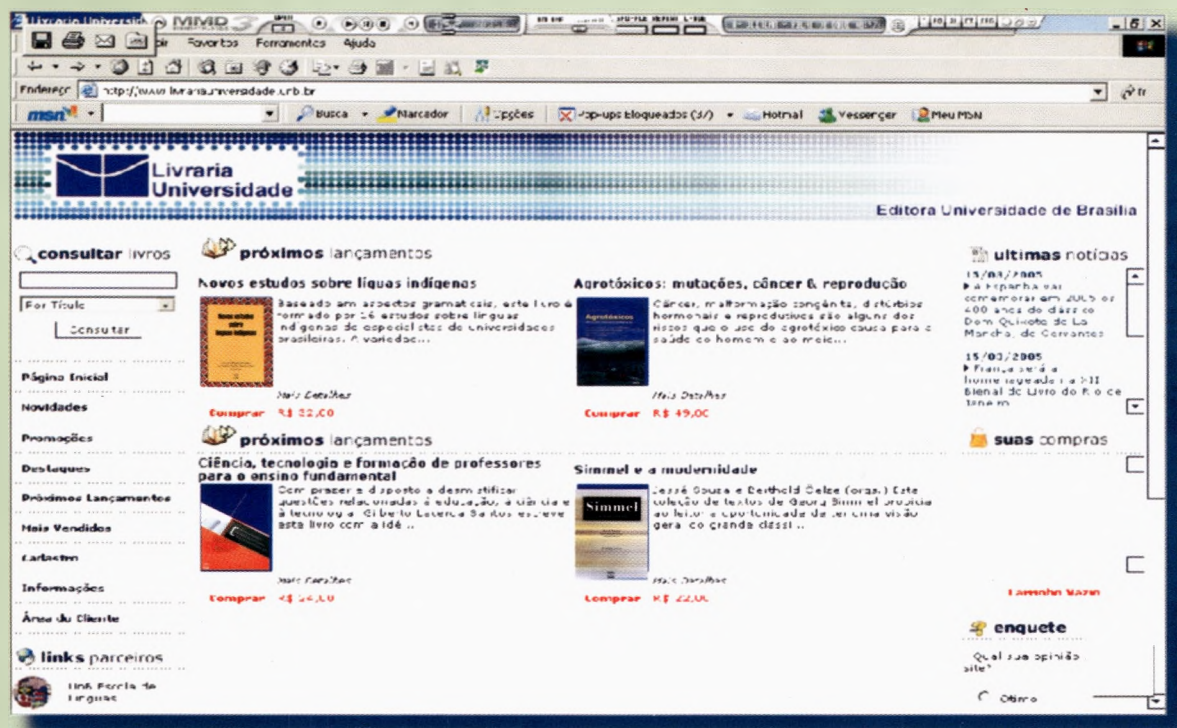 MMD
Favoritos Ferramentas Ajuda
Endereço http://www.livrariauniversidade.unb.br
msn Busca Marcador Opções Pop-ups Bloqueados (37) Hotmail Messenger Meu MSN
Livraria
Universidade
Editora Universidade de Brasília
consultar livros
Por Título
Consultar
Página Inicial
Novidades
Promoções
Destaques
Próximos Lançamentos
Mais Vendidos
Cadastro
Informações
Área do Cliente
links parceiros
UnB Escola de
Línguas
próximos lançamentos
Novos estudos sobre líguas indígenas
Baseado em aspectos gramaticais, este livro é
formado por 16 estudos sobre línguas
indígenas de especialistas de universidades
brasileiras. A variedad...
Mais Detalhes
Comprar R$ 32,00
Agrotóxicos: mutações, câncer & reprodução
Câncer, malformação congênita, distúrbios
hormonais e reprodutivos são alguns dos
riscos que o uso do agrotóxico causa para a
saúde do homem e ao meio...
Agrotóxicos
Mais Detalhes
Comprar R$ 49,00
próximos lançamentos
Ciência, tecnologia e formação de professores
para o ensino fundamental
Com prazer e disposto a desmistificar
questões relacionadas à educação, à ciência e
à tecnologia, Gilberto Lacerda Santos escreve
este livro com a idé...
Mais Detalhes
Comprar R$ 24,00
Simmel e a modernidade
Jessé Souza e Berthold Oelze (orgs.) Esta
coleção de textos de Georg Simmel propicia
ao leitor a oportunidade de ter uma visão
geral do grande clássi...
Simmel
Mais Detalhes
Comprar R$ 22,00
ultimas notícias
15/03/2005
A Espanha vai
comemorar em 2005 os
400 anos do clássico
Dom Quixote de La
Mancha, de Cervantes
15/03/2005
França será a
homenageada na XII
Bienal do Livro do Rio de
Janeiro
suas compras
Carrinho Vazio
enquete
Qual sua opinião
site?
Ótimo